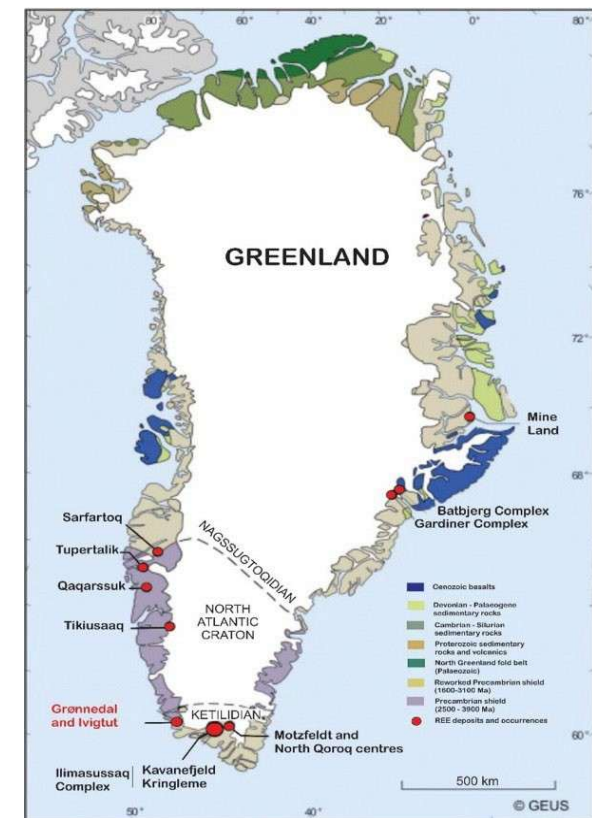 80°
60°
20°
0°
80°
76°
GREENLAND
72°
Mine
Land
68°
Batbjerg Complex
Gardiner Complex
Sarfartoq
Tupertalik
Qaqarssuk
Tikiusaaq
NAGSSUGTOQIDIAN
NORTH
ATLANTIC
CRATON
Cenozoic basalts
Devonian - Palaeogene
sedimentary rocks
Cambrian - Silurian
sedimentary rocks
Proterozoic sedimentary
rocks and volcanics
North Greenland fold belt
(Palaeozoic)
Reworked Precambrian shield
(1600-3100 Ma)
Precambrian shield
(2500 - 3900 Ma)
REE deposits and occurrences
Grønnedal
and Ivigtut
KETILIDIAN
Motzfeldt and
North Qoroq centres
60°
Ilimasussaq
Complex
Kavanefjeld
Kringleme
500 km
50°
40°
© GEUS